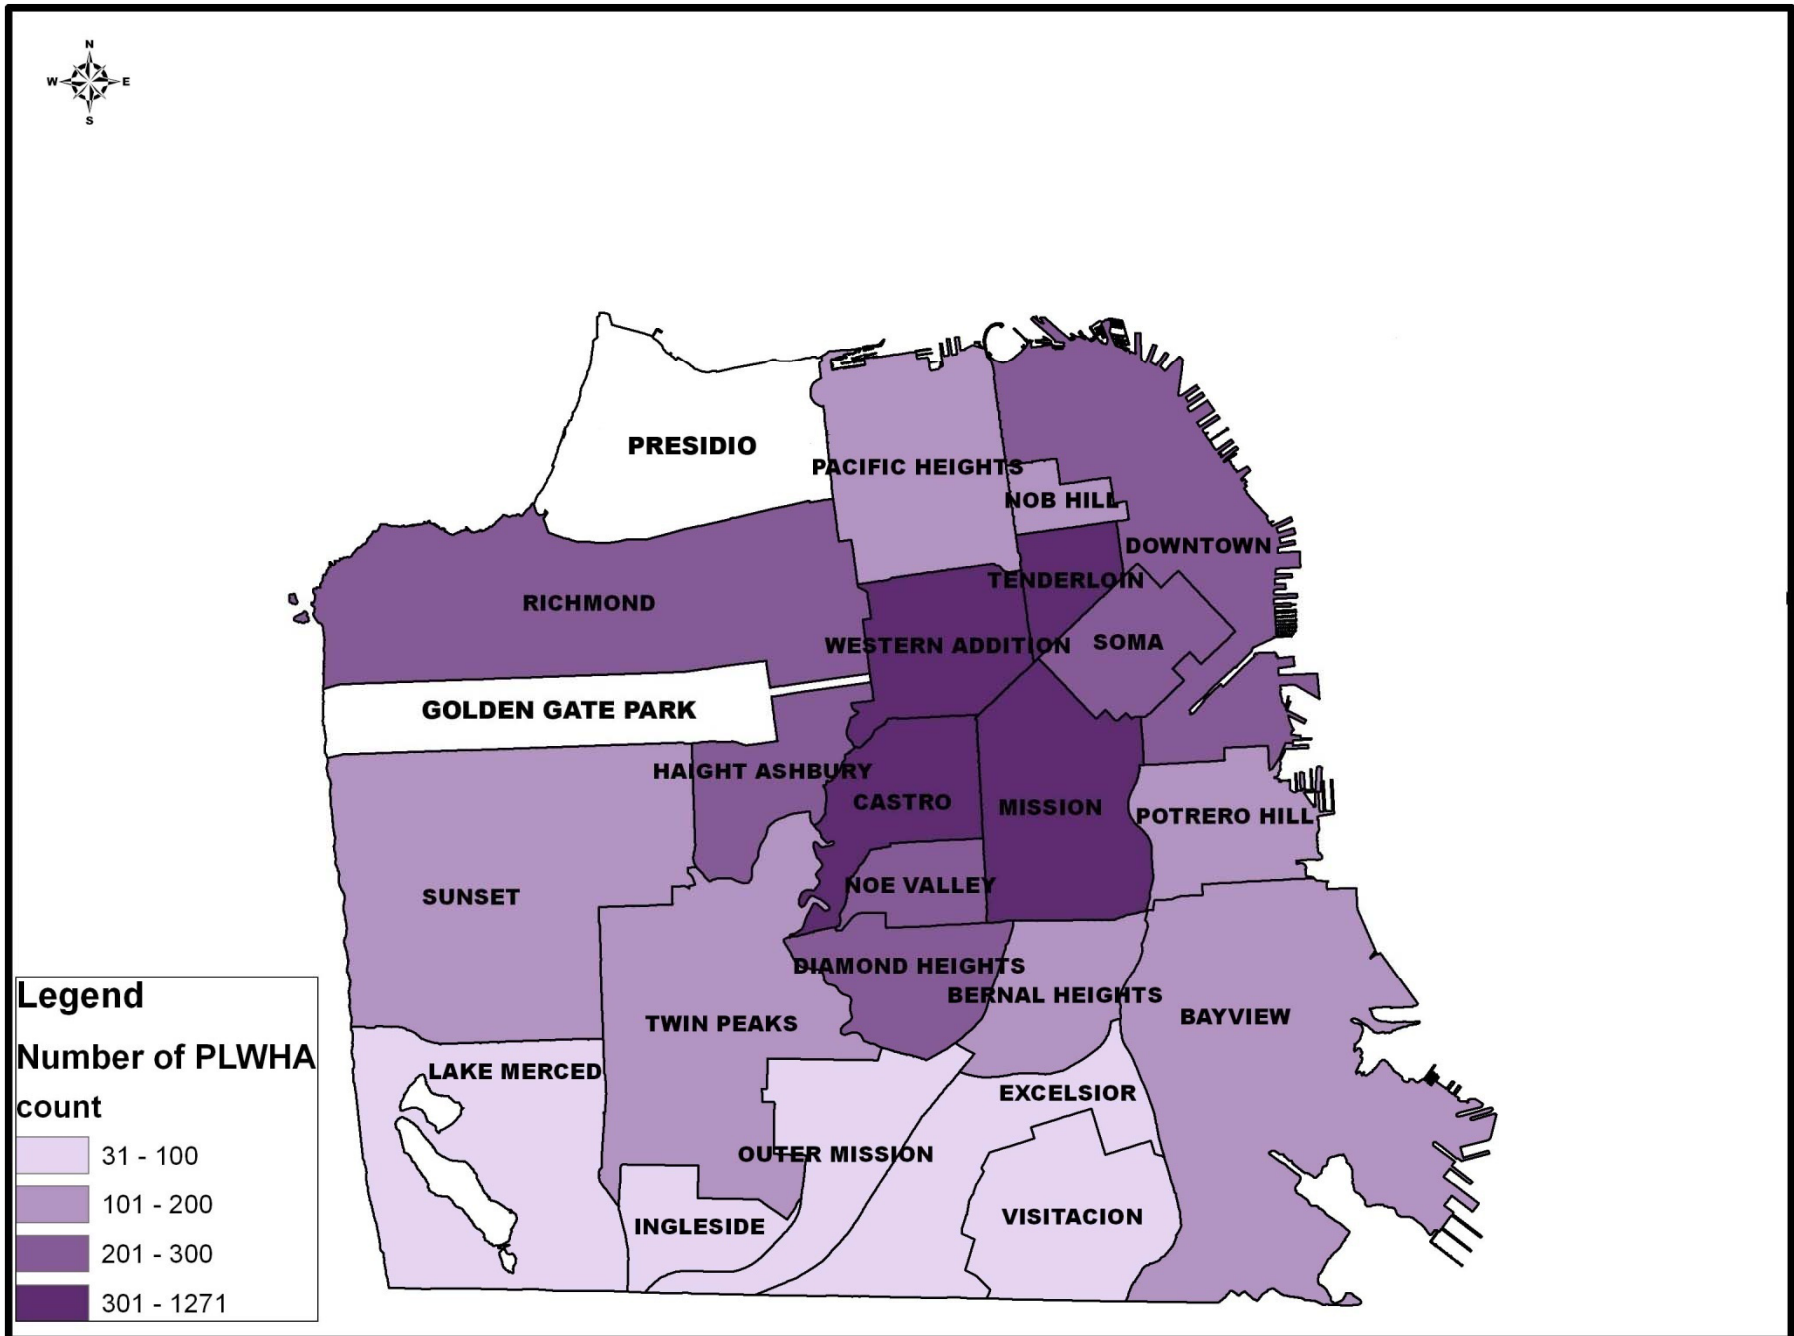 N
W E
S
PRESIDIO
PACIFIC HEIGHTS
NOB HILL
DOWNTOWN
TENDERLOIN
RICHMOND
WESTERN ADDITION
SOMA
GOLDEN GATE PARK
HAIGHT ASHBURY
CASTRO
MISSION
POTRERO HILL
NOE VALLEY
SUNSET
DIAMOND HEIGHTS
BERNAL HEIGHTS
BAYVIEW
TWIN PEAKS
LAKE MERCED
EXCELSIOR
OUTER MISSION
INGLESIDE
VISITACION
Legend
Number of PLWHA
count
31 - 100
101 - 200
201 - 300
301 - 1271